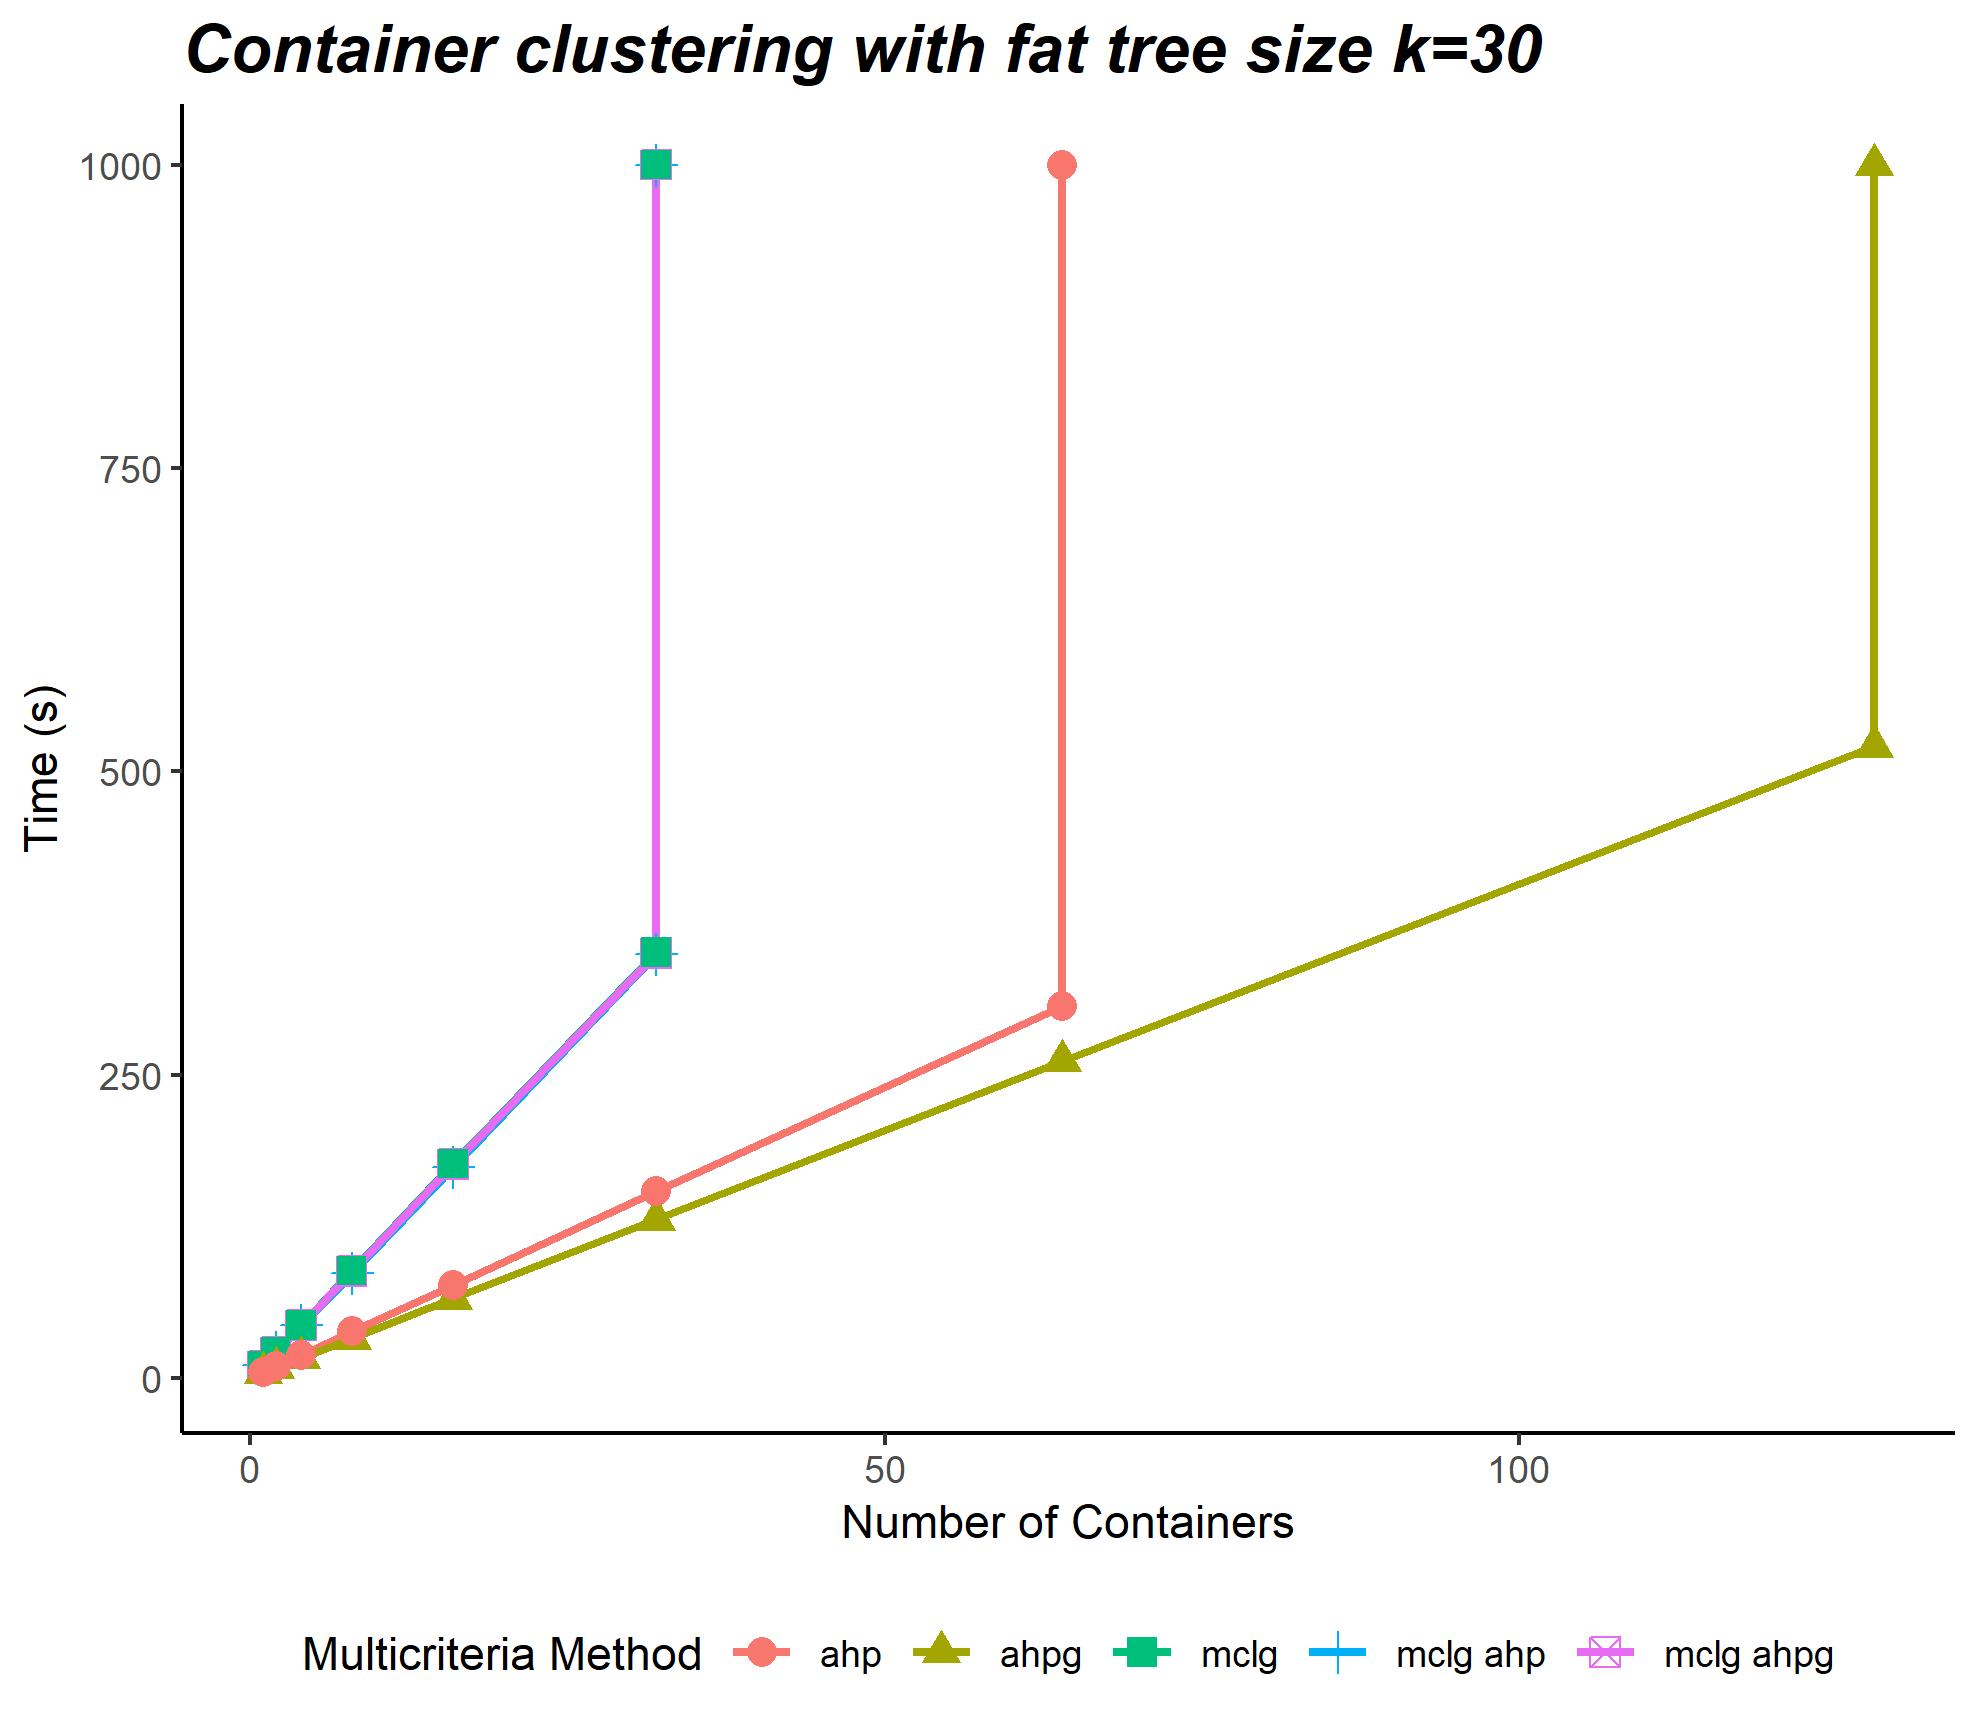 Container clustering with fat tree size k=30
1000
750
500
250
0
Time (s)
0 50 100
Number of Containers
Multicriteria Method ahp ahpg mclg mclg ahp mclg ahpg